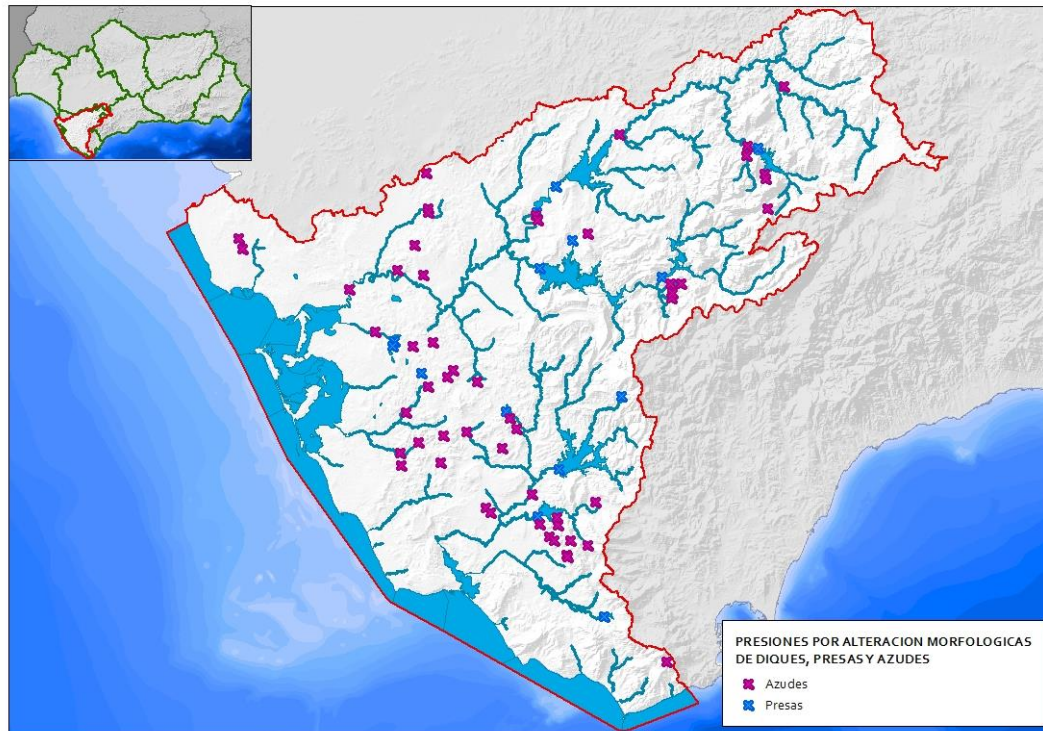 PRESIONES POR ALTERACION MORFOLOGICAS
DE DIQUES, PRESAS Y AZUDES
Azudes
Presas